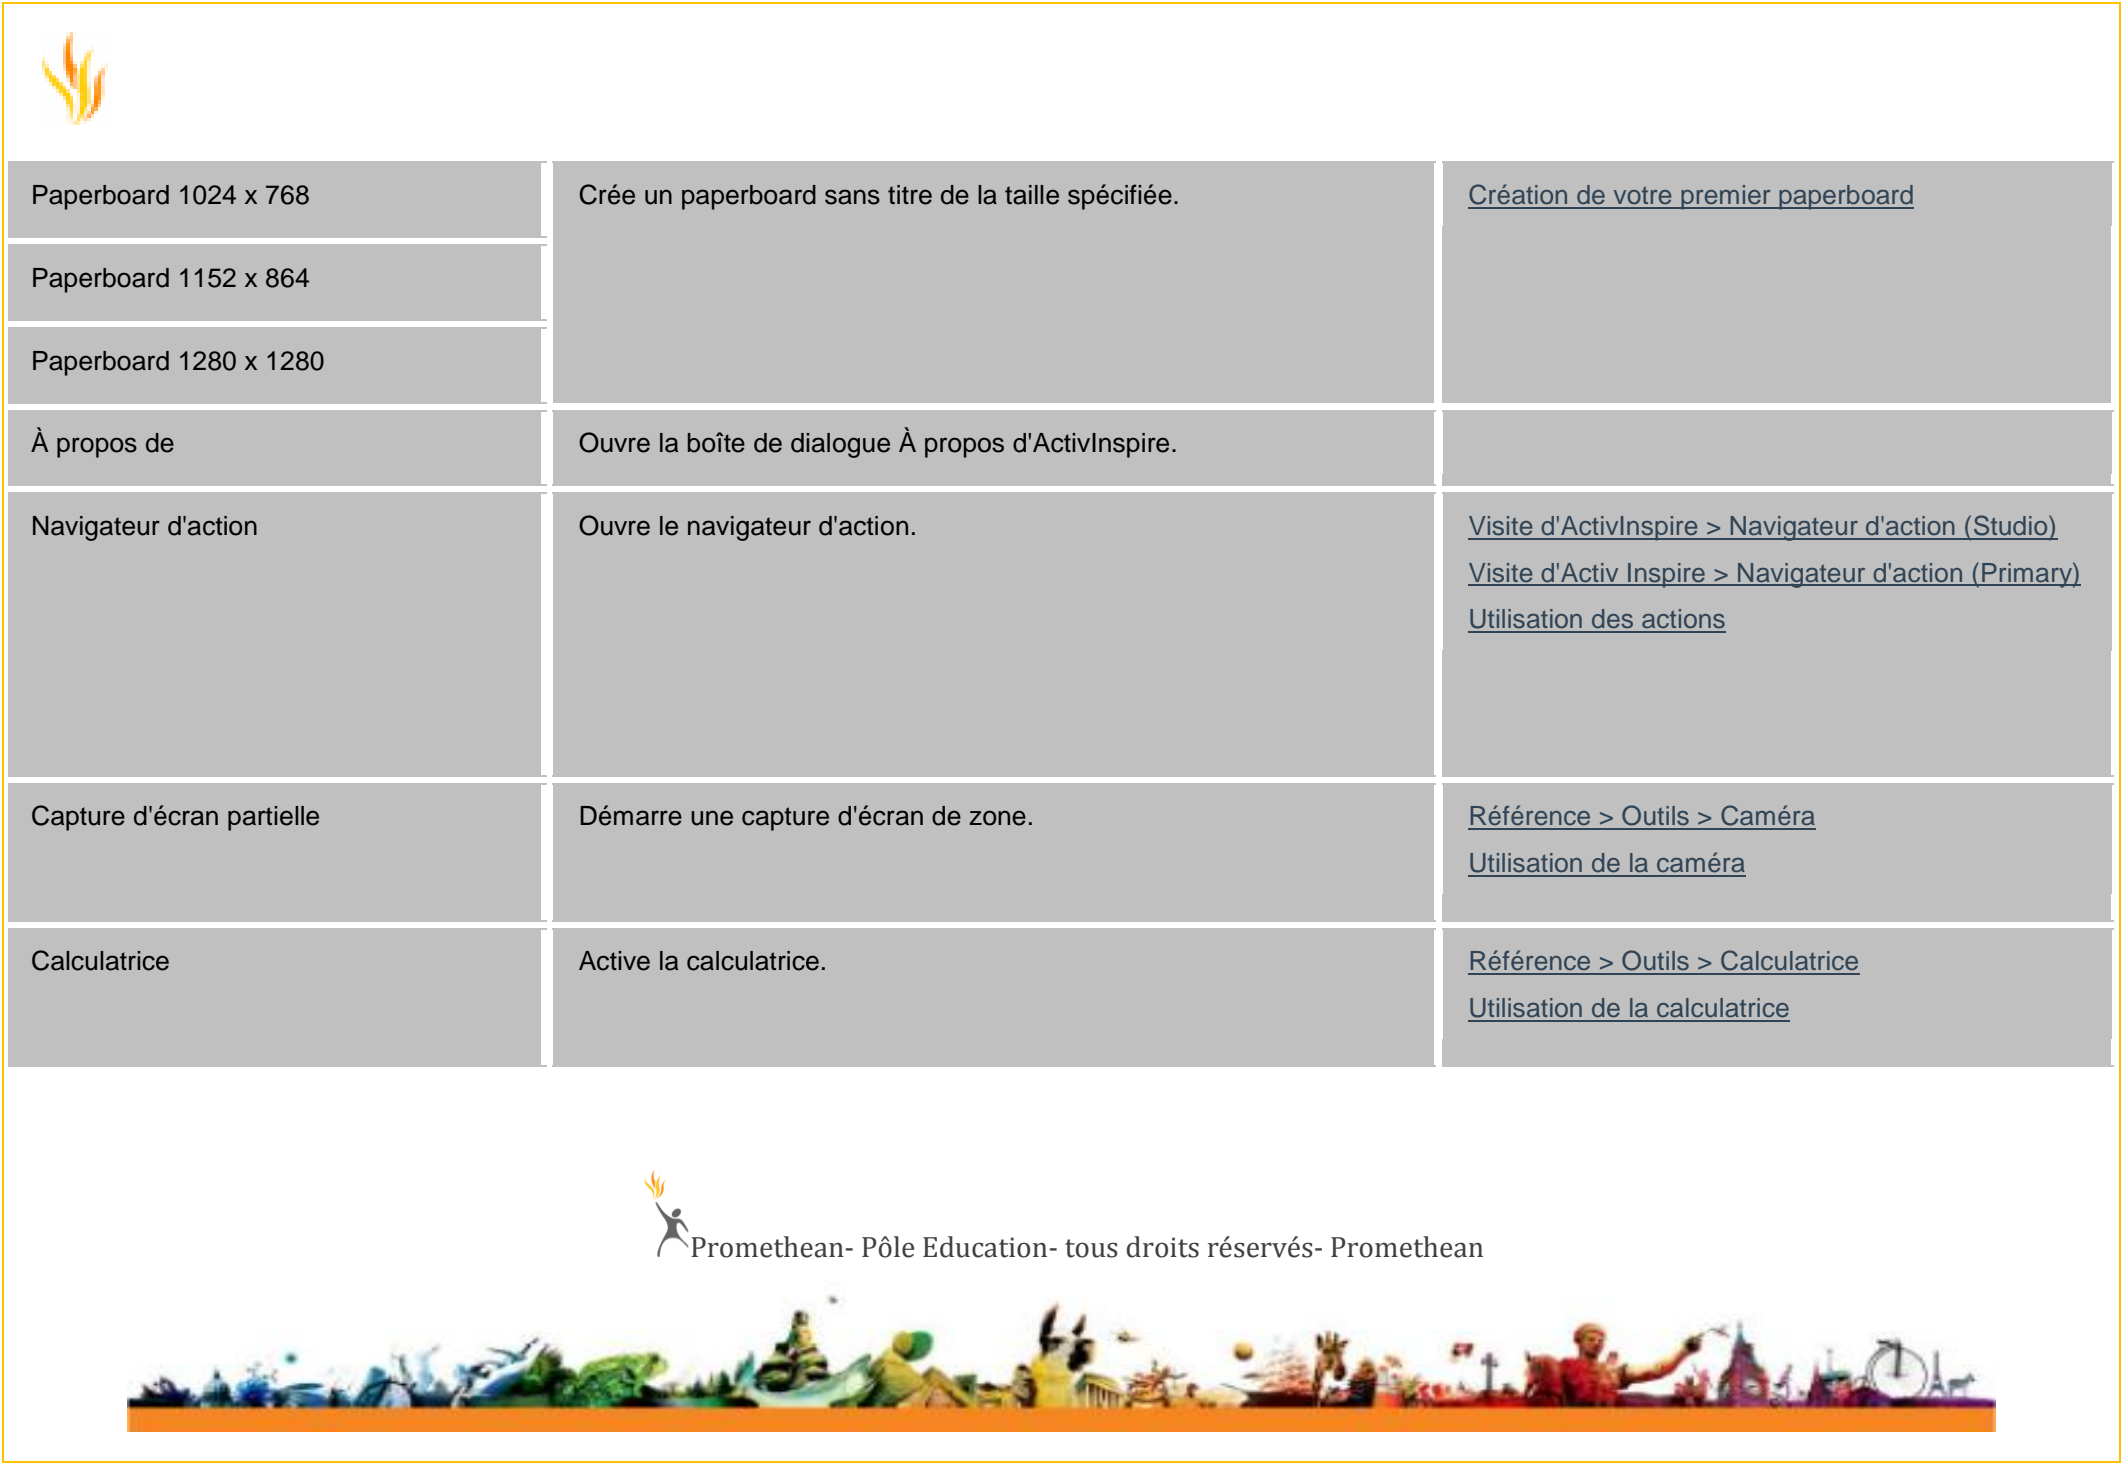 Paperboard 1024 x 768
Crée un paperboard sans titre de la taille spécifiée.
Création de votre premier paperboard
Paperboard 1152 x 864
Paperboard 1280 x 1280
À propos de
Ouvre la boîte de dialogue À propos d'ActivInspire.
Navigateur d'action
Ouvre le navigateur d'action.
Visite d'ActivInspire > Navigateur d'action (Studio)
Visite d'Activ Inspire > Navigateur d'action (Primary)
Utilisation des actions
Capture d'écran partielle
Démarre une capture d'écran de zone.
Référence > Outils > Caméra
Utilisation de la caméra
Calculatrice
Active la calculatrice.
Référence > Outils > Calculatrice
Utilisation de la calculatrice
Promethean- Pôle Education- tous droits réservés- Promethean